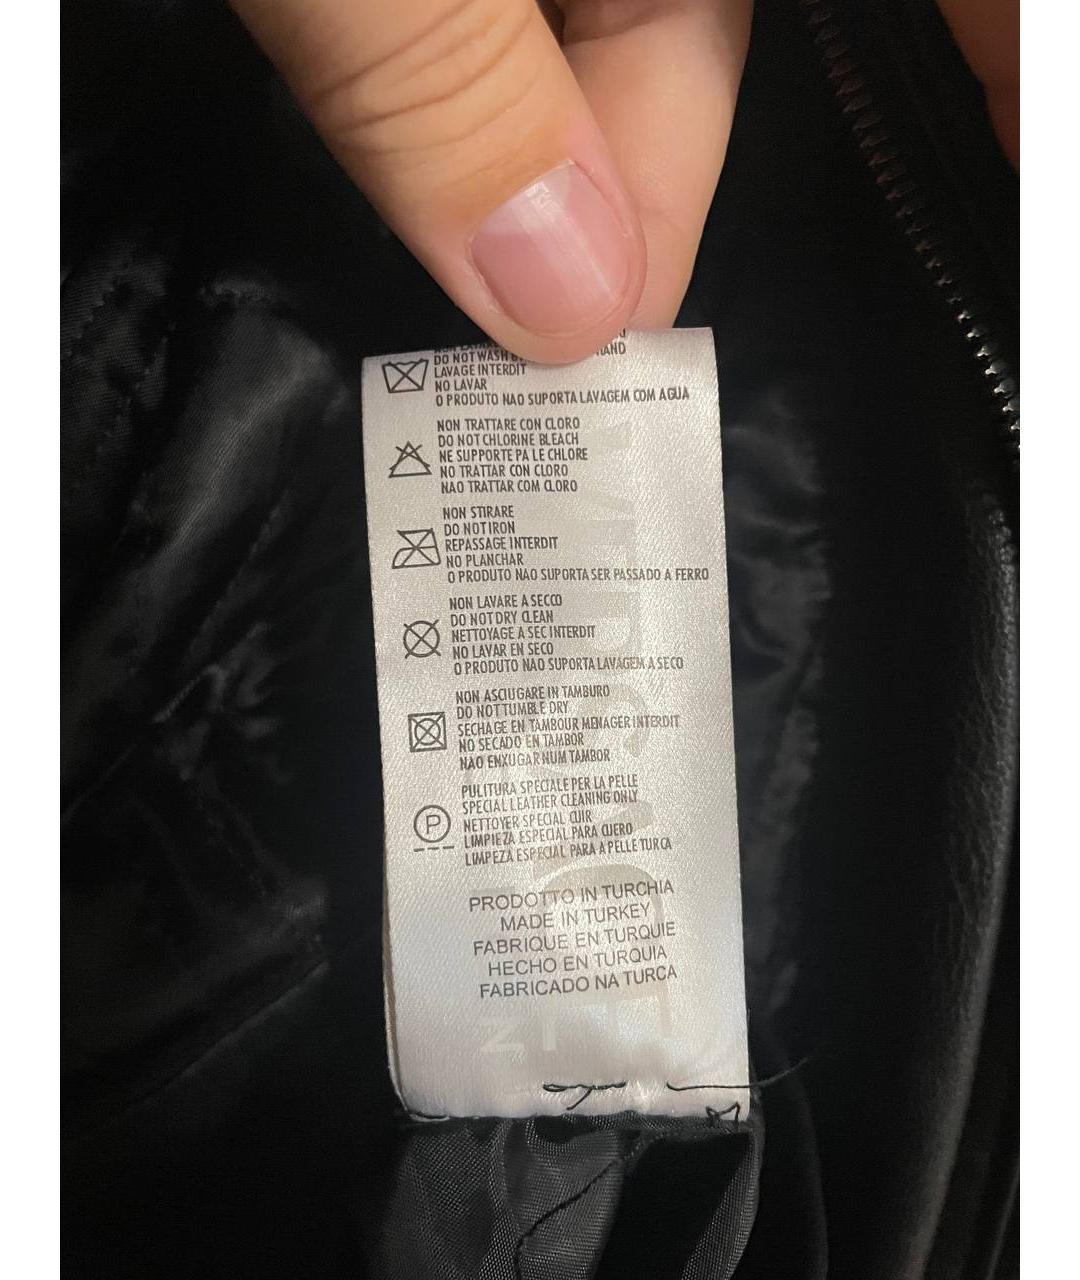 DO NOT WASH
LAVAGE INTERDIT
NO LAVAR
O PRODUTO NAO SUPORTA LAVAGEM COM AGUA
NON TRATTARE CON CLORO
DO NOT CHLORINE BLEACH
NE SUPPORTE PA LE CHLORE
NO TRATTAR CON CLORO
NAO TRATTAR COM CLORO
NON STIRARE
DO NOT IRON
REPASSAGE INTERDIT
NO PLANCHAR
O PRODUTO NAO SUPORTA SER PASSADO A FERRO
NON LAVARE A SECCO
DO NOT DRY CLEAN
NETTOYAGE A SEC INTERDIT
NO LAVAR EN SECO
O PRODUTO NAO SUPORTA LAVAGEM A SECO
NON ASCIUGARE IN TAMBURO
DO NOT TUMBLE DRY
SECHAGE EN TAMBOUR MENAGER INTERDIT
NO SECADO EN TAMBOR
NAO ENXUGAR NUM TAMBOR
P
PULITURA SPECIALE PER LA PELLE
SPECIAL LEATHER CLEANING ONLY
NETTOYER SPECIAL CUIR
LIMPIEZA ESPECIAL PARA CUERO
LIMPEZA ESPECIAL PARA A PELLE TURCA
PRODOTTO IN TURCHIA
MADE IN TURKEY
FABRIQUE EN TURQUIE
HECHO EN TURQUIA
FABRICADO NA TURCA